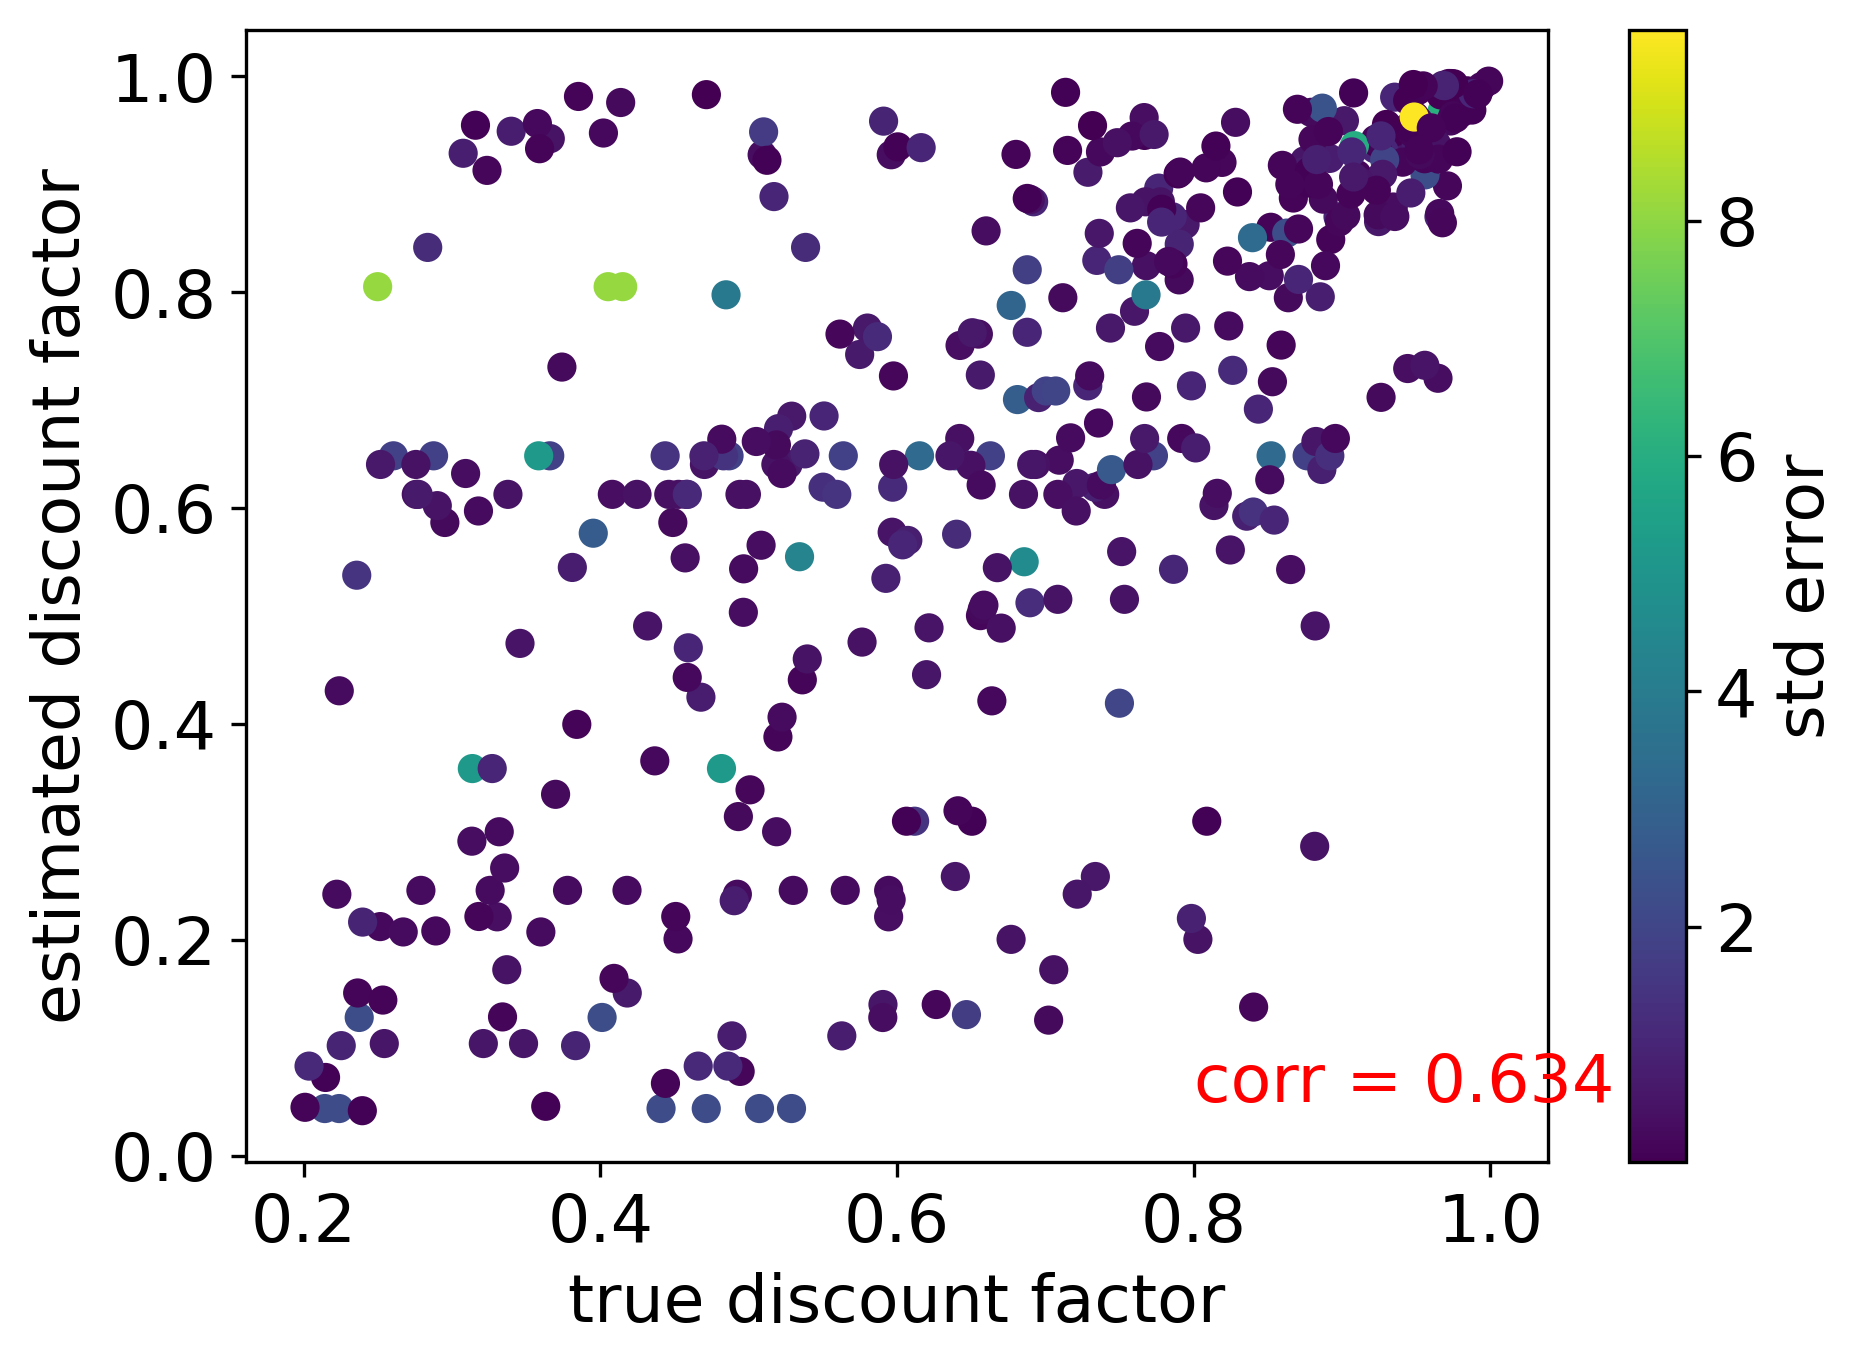 1.0
0.8
0.6
0.4
0.2
0.0
estimated discount factor
0.2 0.4 0.6 0.8 1.0
true discount factor
corr = 0.634
8
6
4
2
std error